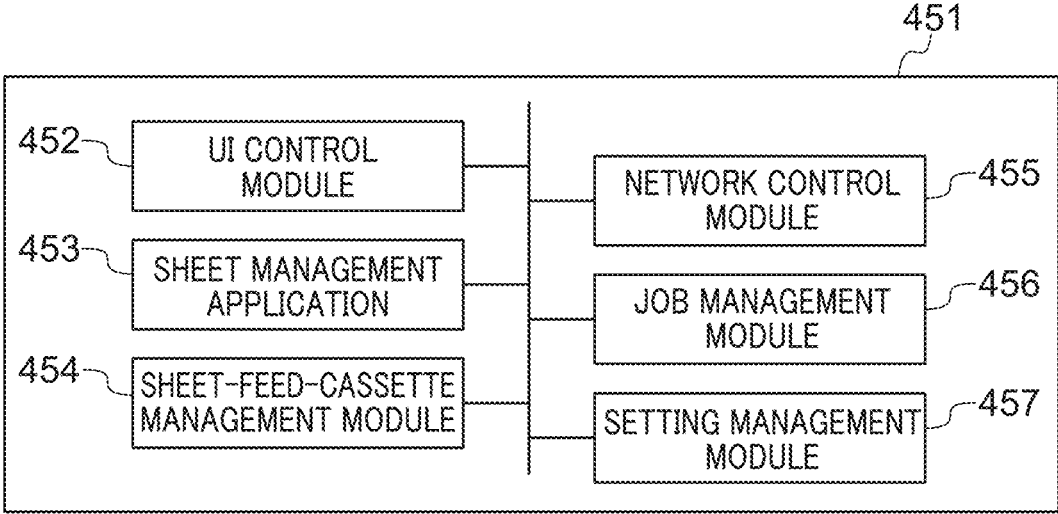 451
452
UI CONTROL
MODULE
453
SHEET MANAGEMENT
APPLICATION
454
SHEET-FEED-CASSETTE
MANAGEMENT MODULE
NETWORK CONTROL
MODULE
455
JOB MANAGEMENT
MODULE
456
SETTING MANAGEMENT
MODULE
457